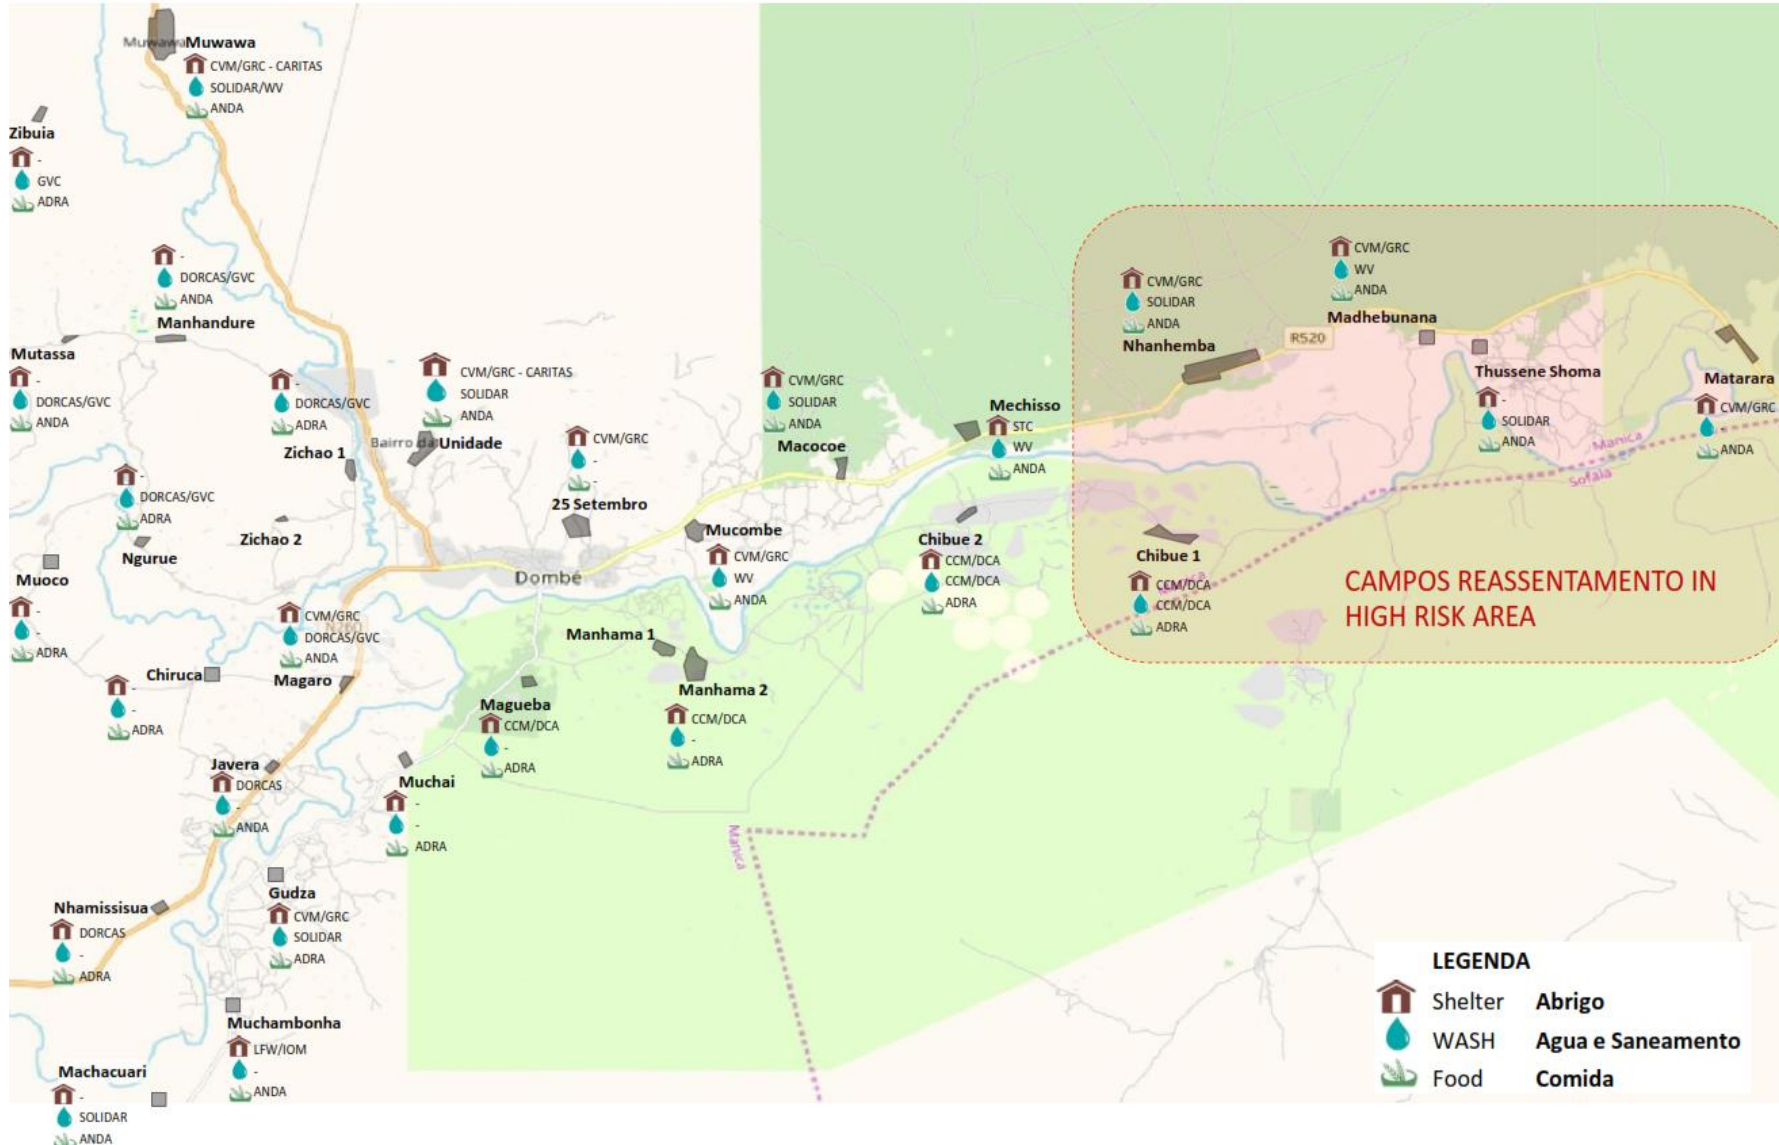 Muwawa
Muwawa
CVM/GRC - CARITAS
SOLIDAR/WV
ANDA
Zibuia
-
GVC
ADRA
-
DORCAS/GVC
ANDA
Manhandure
Mutassa
-
DORCAS/GVC
ANDA
-
DORCAS/GVC
ADRA
Zichao 1
CVM/GRC - CARITAS
SOLIDAR
ANDA
Bairro da
Unidade
CVM/GRC
-
-
25 Setembro
CVM/GRC
SOLIDAR
ANDA
Macocoe
Mechisso
STC
WV
ANDA
CVM/GRC
SOLIDAR
ANDA
Nhanhemba
CVM/GRC
WV
ANDA
Madhebunana
R520
Thussene Shoma
-
SOLIDAR
ANDA
Matarara
CVM/GRC
-
ANDA
Manica
Sofala
-
DORCAS/GVC
ADRA
Ngurue
Zichao 2
Muoco
-
-
ADRA
Dombé
Mucombe
CVM/GRC
WV
ANDA
Chibue 2
CCM/DCA
CCM/DCA
ADRA
Chibue 1
CCM/DCA
CCM/DCA
ADRA
Manica
CAMPOS REASSENTAMENTO IN
HIGH RISK AREA
CVM/GRC
DORCAS/GVC
ANDA
N260
Magaro
Chiruca
-
-
ADRA
Manhama 1
Manhama 2
CCM/DCA
-
ADRA
Magueba
CCM/DCA
-
ADRA
Javera
DORCAS
-
ANDA
Muchai
-
-
ADRA
Manica
Gudza
CVM/GRC
SOLIDAR
ADRA
Nhamissisua
DORCAS
-
ADRA
Muchambonha
LFW/IOM
-
ANDA
Machacuari
-
SOLIDAR
ANDA
LEGENDA
Shelter Abrigo
WASH Agua e Saneamento
Food Comida